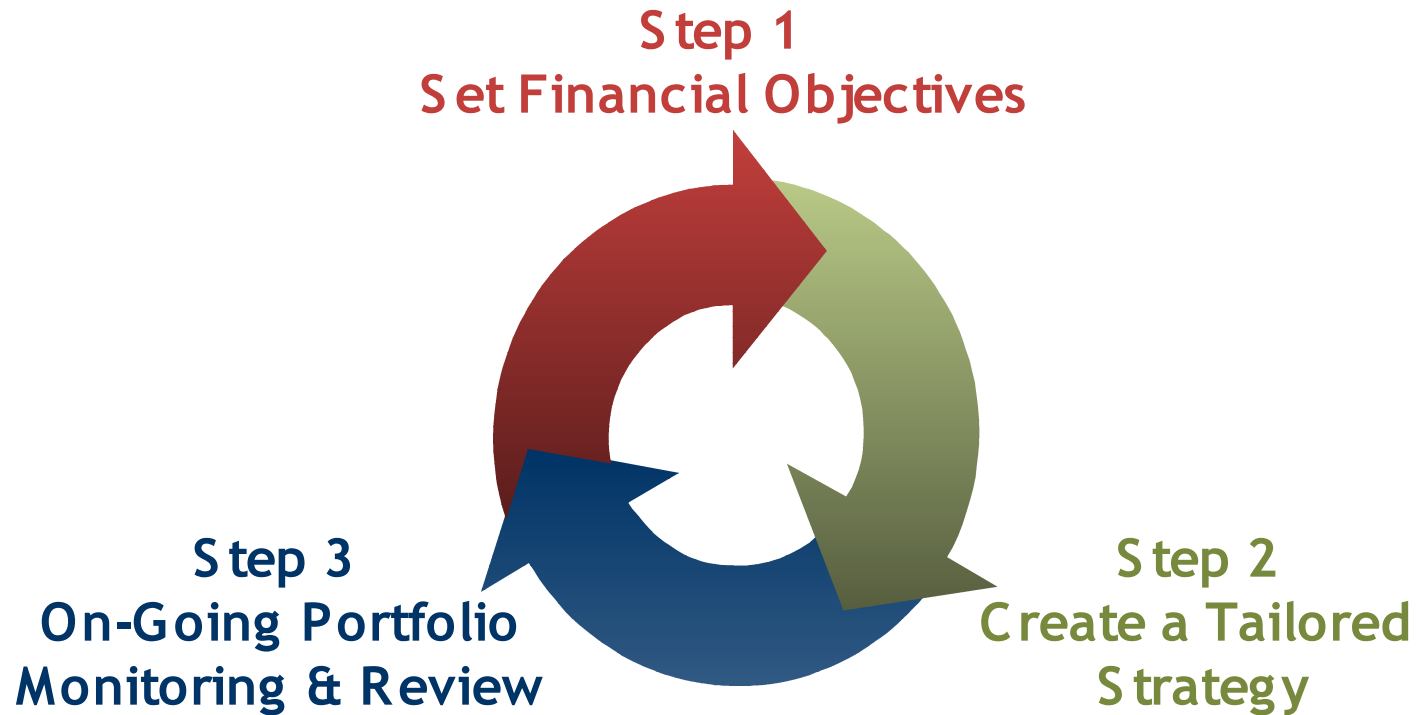 Step 1
Set Financial Objectives
Step 3
On-Going Portfolio
Monitoring & Review
Step 2
Create a Tailored
Strategy